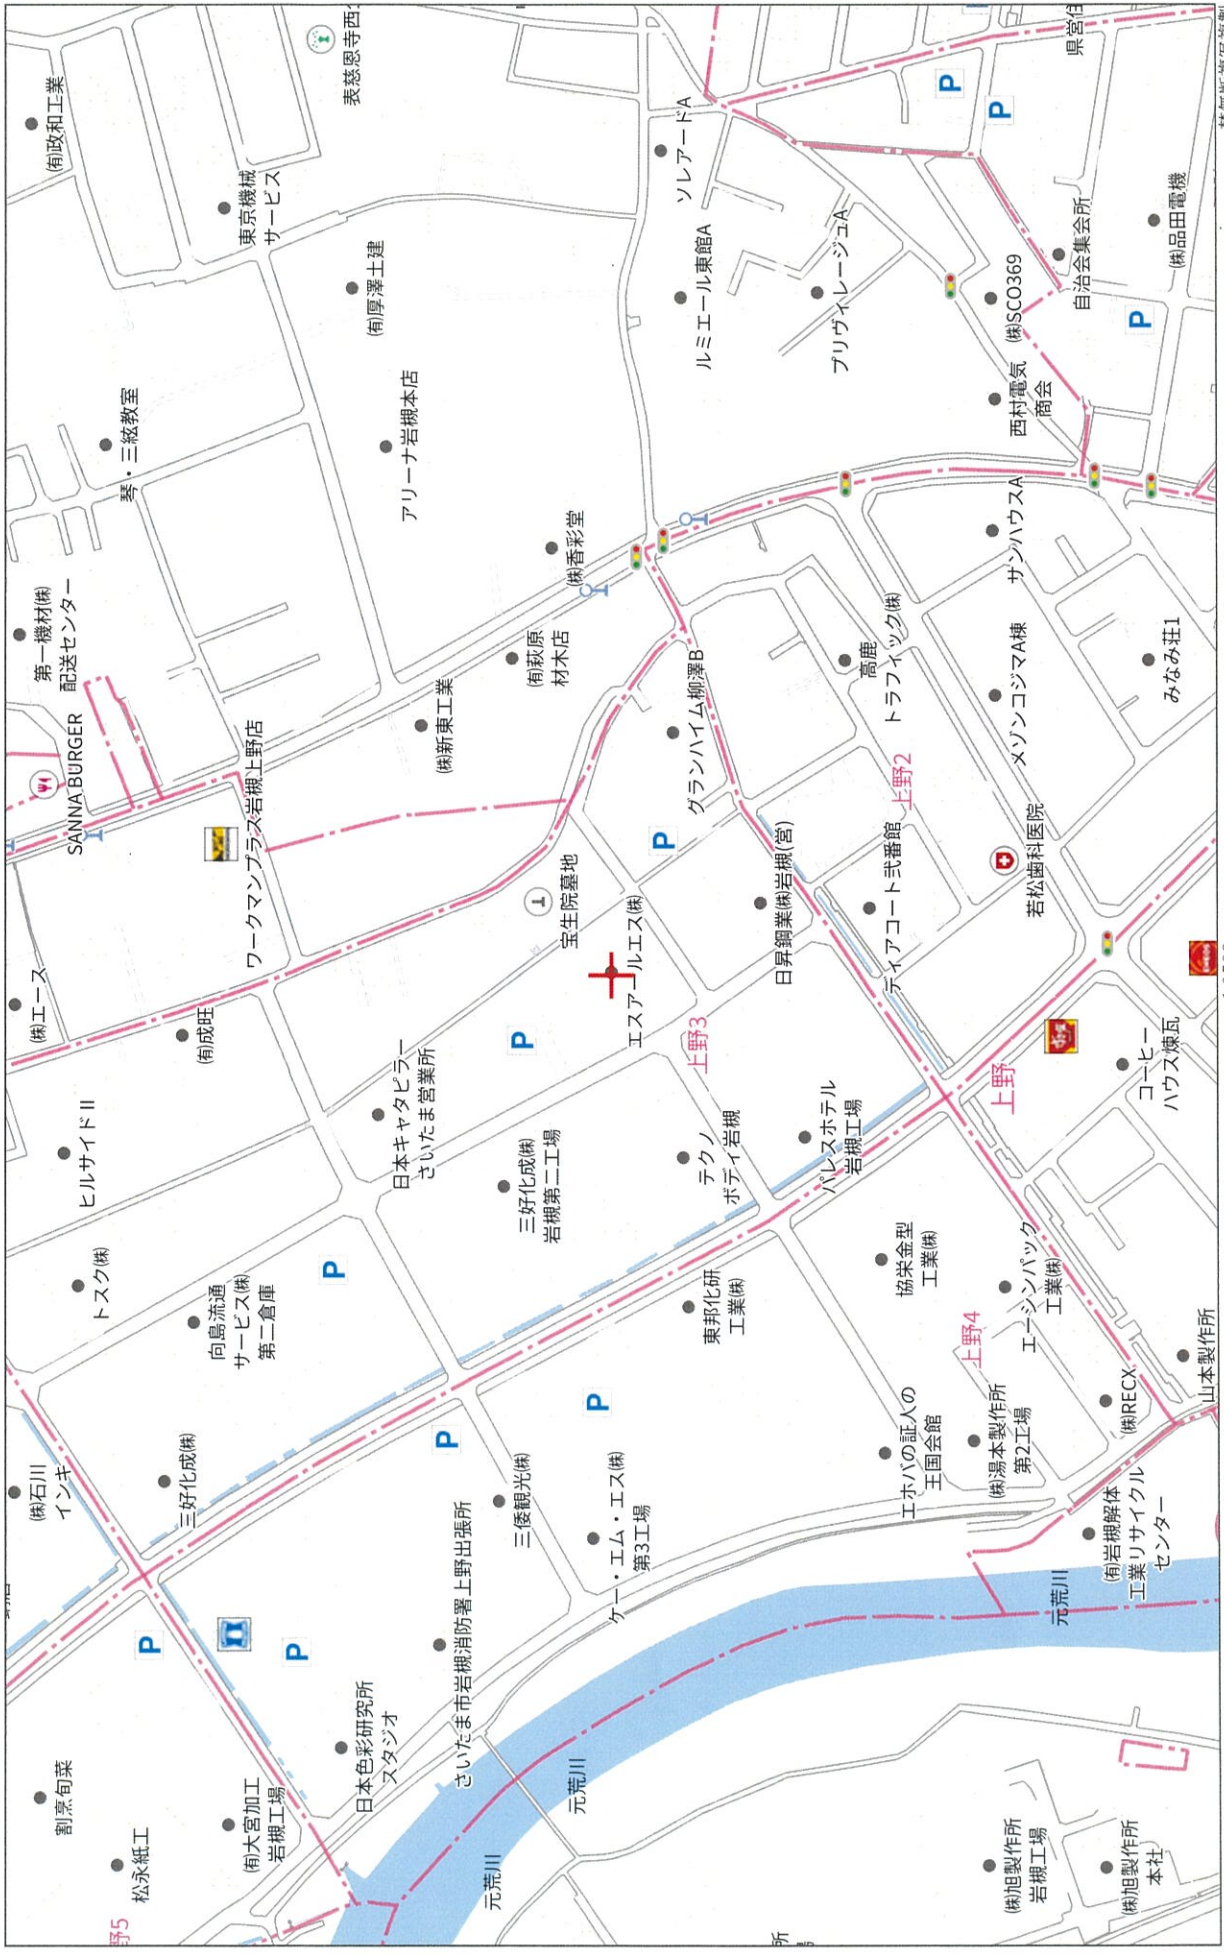 割烹旬菜
松永紙工
野5
㈲大宮加工
岩槻工場
日本色彩研究所
スタジオ
さいたま市岩槻消防署上野出張所
元荒川
元荒川
元荒川
㈱旭製作所
岩槻工場
㈱旭製作所
本社
所
㈱石川
インキ
三好化成㈱
三倭観光㈱
ケー・エム・エス㈱
第3工場
エホバの証人の
王国会館
㈱湯本製作所
第2工場
㈲岩槻解体
工業リサイクル
センター
㈱RECX
山本製作所
トスク㈱
向島流通
サービス㈱
第二倉庫
東邦化研
工業㈱
協栄金型
工業㈱
上野4
エーシンパック
工業㈱
ヒルサイドⅡ
日本キャタピラー
さいたま営業所
三好化成㈱
岩槻第二工場
テクノ
ボディ岩槻
パレスホテル
岩槻工場
上野
コーヒー
ハウス煉瓦
㈱エース
㈲成旺
エスアールエス㈱
上野3
宝生院墓地
日昇鋼業㈱岩槻(営)
ディアコート弐番館
若松歯科医院
SANNA BURGER
ワークマンプラス岩槻上野店
㈱新東工業
グランハイム柳澤B
上野2
高鹿
トラフィック㈱
メゾンコジマA棟
みなみ荘1
第一機材㈱
配送センター
㈲萩原
材木店
㈱香彩堂
サンハウスA
琴・三絃教室
アリーナ岩槻本店
西村電気
商会
㈲厚澤土建
ルミエール東館A
プリヴィレージュA
㈱SCO369
自治会集会所
㈱品田電機
㈲政和工業
東京機械
サービス
表慈恩寺西
ソレアードA
県営住
P
P
P
P
P
P
P
P
P
P
P